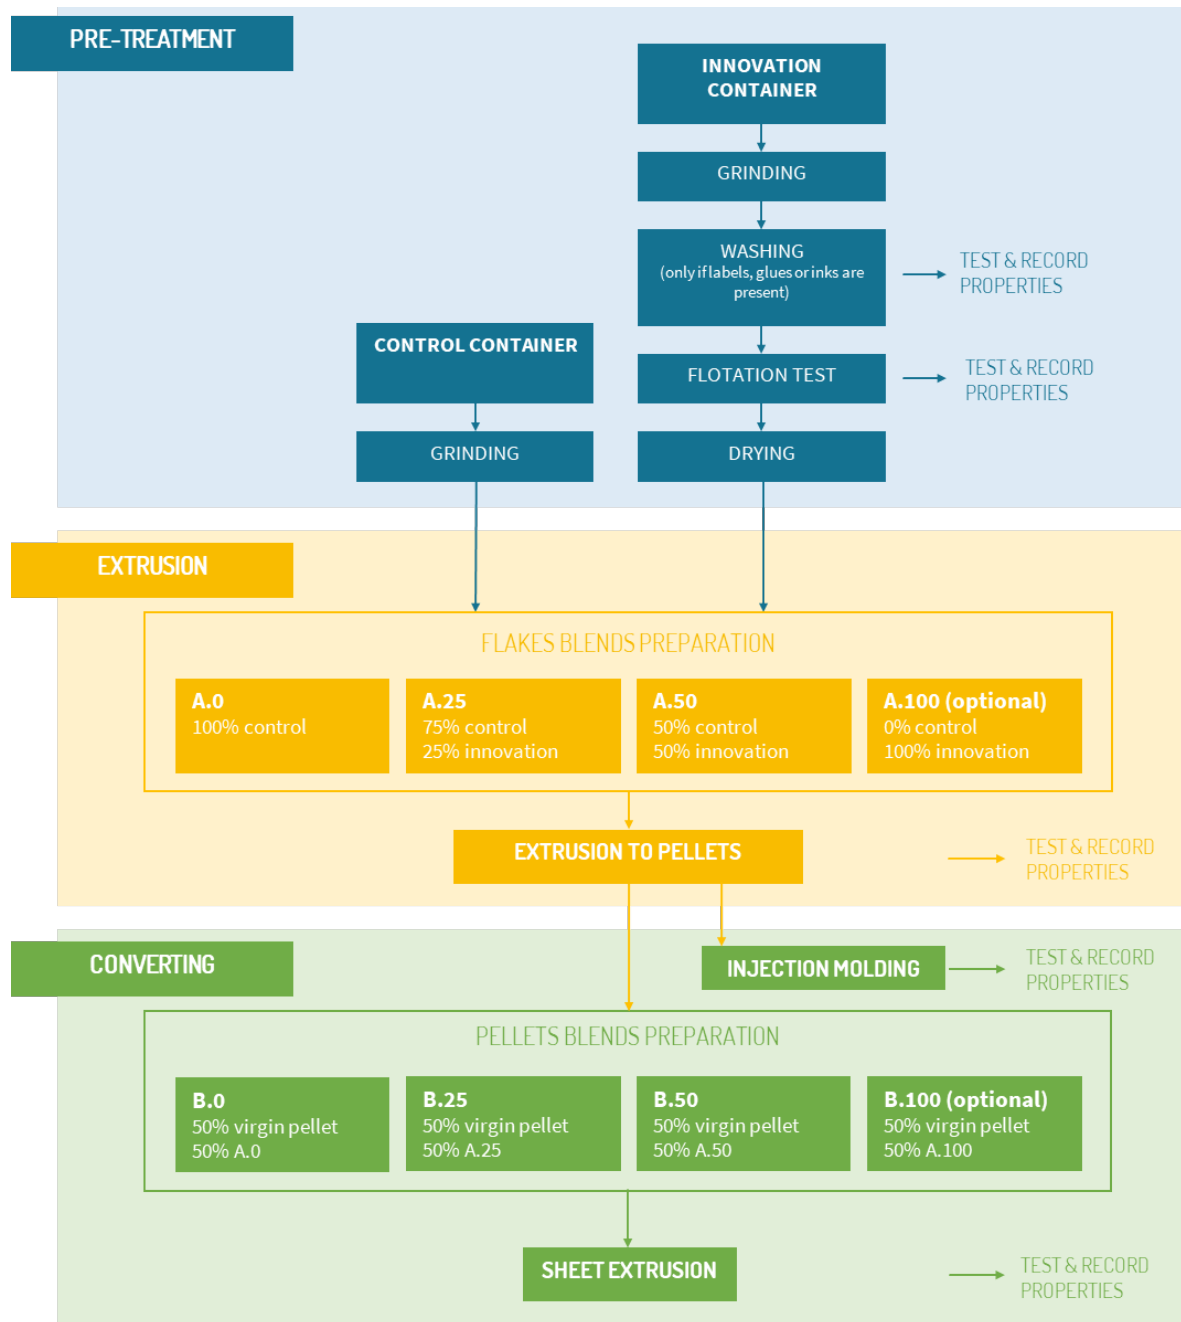 PRE-TREATMENT
INNOVATION
CONTAINER
GRINDING
WASHING
(only if labels, glues or inks are
present)
TEST & RECORD
PROPERTIES
CONTROL CONTAINER
FLOTATION TEST
TEST & RECORD
PROPERTIES
GRINDING
DRYING
EXTRUSION
FLAKES BLENDS PREPARATION
A.0
100% control
A.25
75% control
25% innovation
A.50
50% control
50% innovation
A.100 (optional)
0% control
100% innovation
EXTRUSION TO PELLETS
TEST & RECORD
PROPERTIES
CONVERTING
INJECTION MOLDING
TEST & RECORD
PROPERTIES
PELLETS BLENDS PREPARATION
B.0
50% virgin pellet
50% A.0
B.25
50% virgin pellet
50% A.25
B.50
50% virgin pellet
50% A.50
B.100 (optional)
50% virgin pellet
50% A.100
SHEET EXTRUSION
TEST & RECORD
PROPERTIES